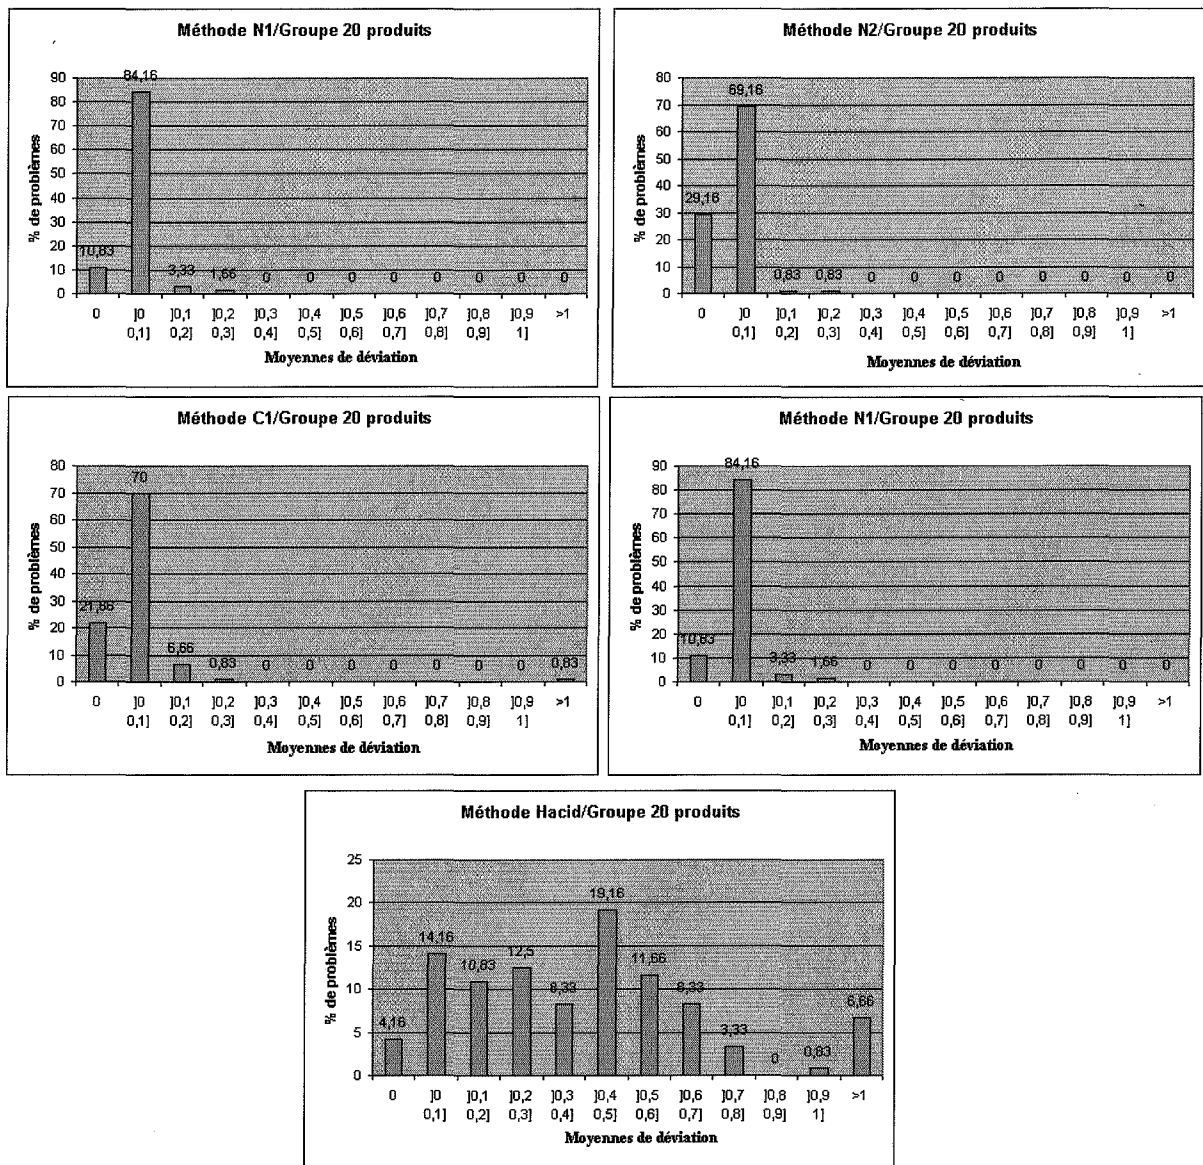 Méthode N1/Groupe 20 produits
84,16
90
80
70
60
50
40
30
20
10
0
% de problèmes
10,83
3,33
1,66
0 0 0 0 0 0 0 0
0 ]0 ]0,1 ]0,2 ]0,3 ]0,4 ]0,5 ]0,6 ]0,7 ]0,8 ]0,9 >1
0,1] 0,2] 0,3] 0,4] 0,5] 0,6] 0,7] 0,8] 0,9] 1]
Moyennes de déviation
Méthode N2/Groupe 20 produits
69,16
80
70
60
50
40
30
20
10
0
% de problèmes
29,16
0,83
0,83
0 0 0 0 0 0 0 0
0 ]0 ]0,1 ]0,2 ]0,3 ]0,4 ]0,5 ]0,6 ]0,7 ]0,8 ]0,9 >1
0,1] 0,2] 0,3] 0,4] 0,5] 0,6] 0,7] 0,8] 0,9] 1]
Moyennes de déviation
Méthode C1/Groupe 20 produits
70
80
70
60
50
40
30
20
10
0
% de problèmes
21,66
6,66
0,83
0 0 0 0 0 0 0
0,83
0 ]0 ]0,1 ]0,2 ]0,3 ]0,4 ]0,5 ]0,6 ]0,7 ]0,8 ]0,9 >1
0,1] 0,2] 0,3] 0,4] 0,5] 0,6] 0,7] 0,8] 0,9] 1]
Moyennes de déviation
Méthode N1/Groupe 20 produits
84,16
90
80
70
60
50
40
30
20
10
0
% de problèmes
10,83
3,33
1,66
0 0 0 0 0 0 0 0
0 ]0 ]0,1 ]0,2 ]0,3 ]0,4 ]0,5 ]0,6 ]0,7 ]0,8 ]0,9 >1
0,1] 0,2] 0,3] 0,4] 0,5] 0,6] 0,7] 0,8] 0,9] 1]
Moyennes de déviation
Méthode Hacid/Groupe 20 produits
25
20
15
10
5
0
% de problèmes
4,16
14,16
10,83
12,5
8,33
19,16
11,66
8,33
3,33
0
0,83
6,66
0 ]0 ]0,1 ]0,2 ]0,3 ]0,4 ]0,5 ]0,6 ]0,7 ]0,8 ]0,9 >1
0,1] 0,2] 0,3] 0,4] 0,5] 0,6] 0,7] 0,8] 0,9] 1]
Moyennes de déviation